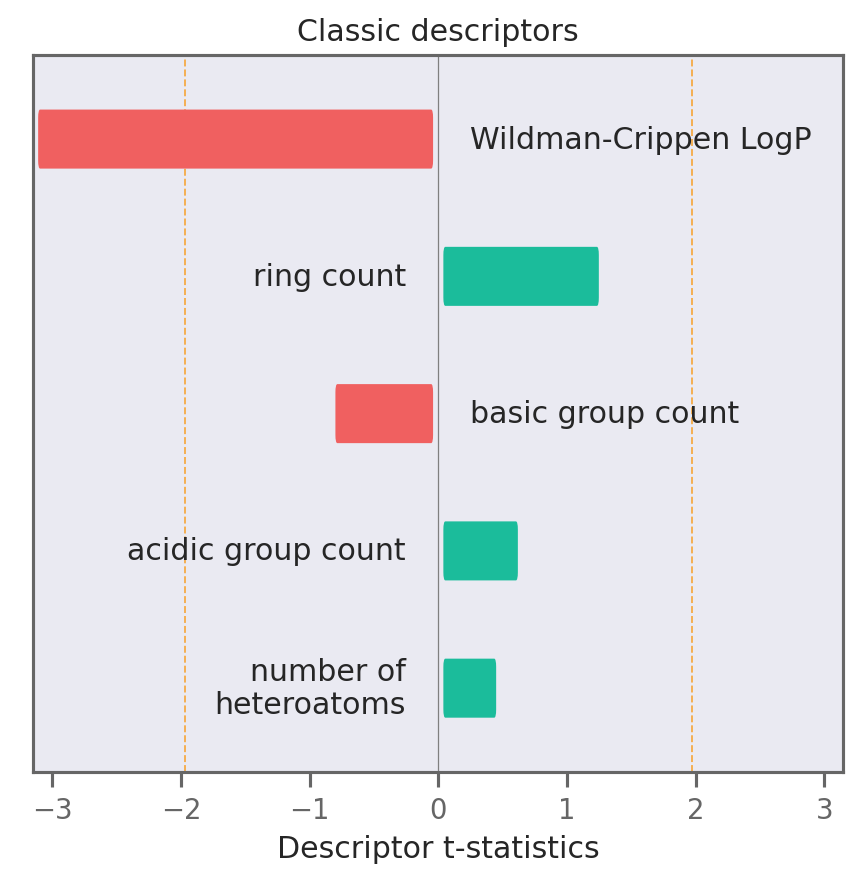 Classic descriptors
Wildman-Crippen LogP
ring count
basic group count
acidic group count
number of
heteroatoms
−3 −2 −1 0 1 2 3
Descriptor t-statistics